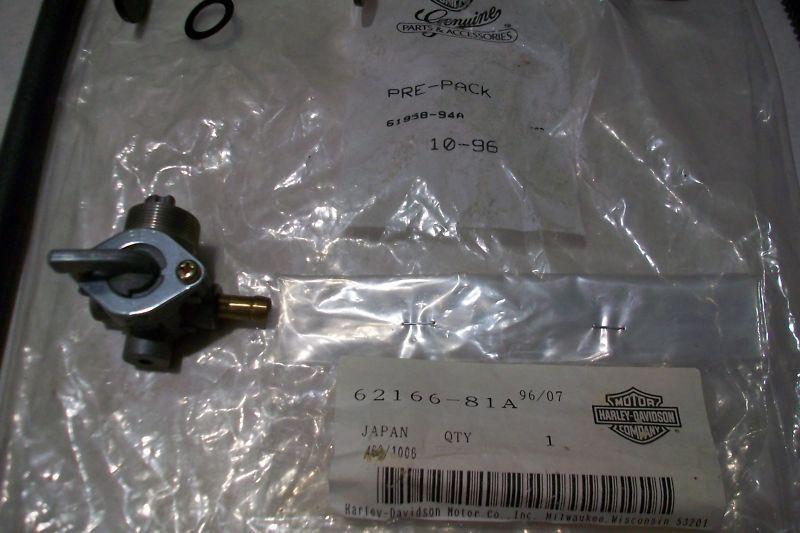 Genuine
PARTS & ACCESSORIES ®
PRE-PACK
61958-94A
10-96
62166-81A 96/07
MOTOR
HARLEY-DAVIDSON
COMPANY ®
JAPAN QTY 1
Harley-Davidson Motor Co., Inc. Milwaukee, Wisconsin 53201